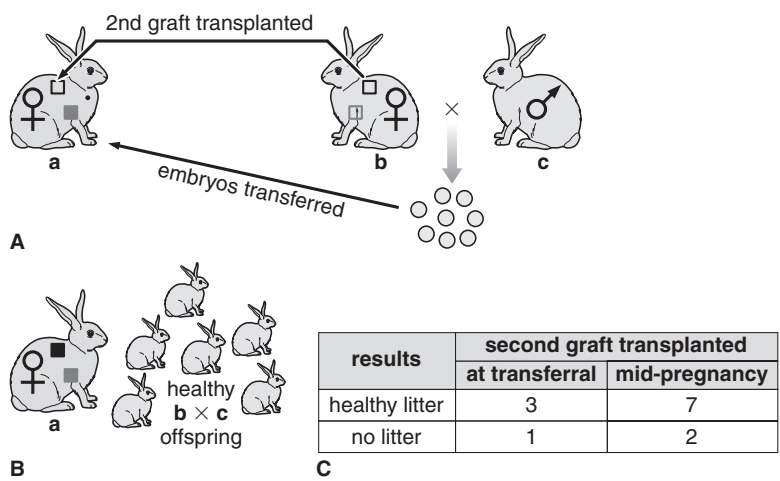 2nd graft transplanted
×
a
b
c
embryos transferred
A
a
healthy
b × c
offspring
B
results
second graft transplanted
at transferral
mid-pregnancy
healthy litter
3
7
no litter
1
2
C